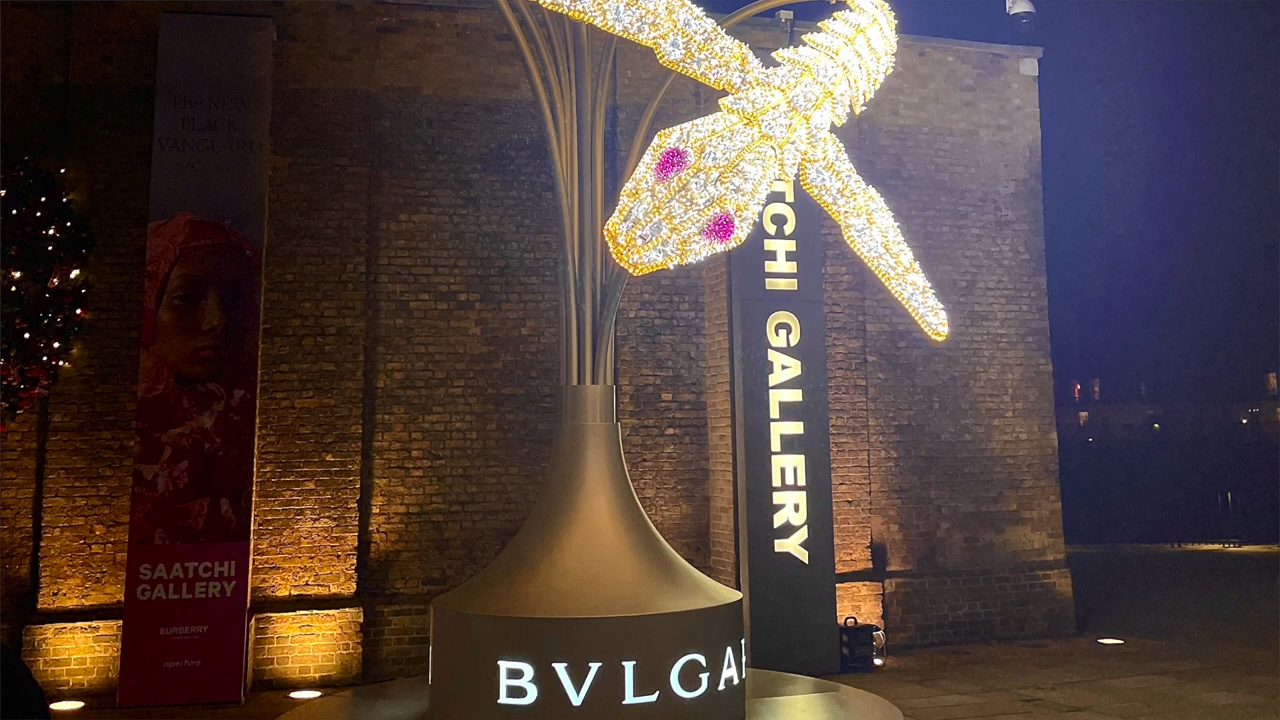 The NEW
BLACK
VANGUARD
SAATCHI
GALLERY
BURBERRY
aperture
TCHI GALLERY
BVLGA